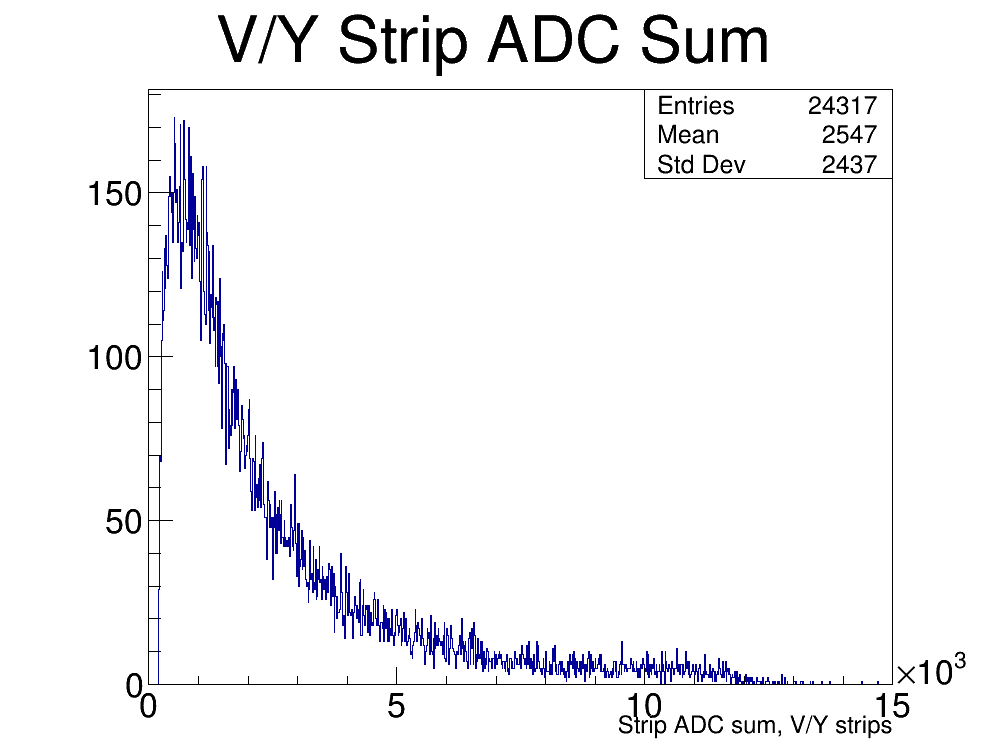 V/Y Strip ADC Sum
Entries 24317
Mean 2547
Std Dev 2437
150
100
50
0
0 5 10 15
×10³
Strip ADC sum, V/Y strips